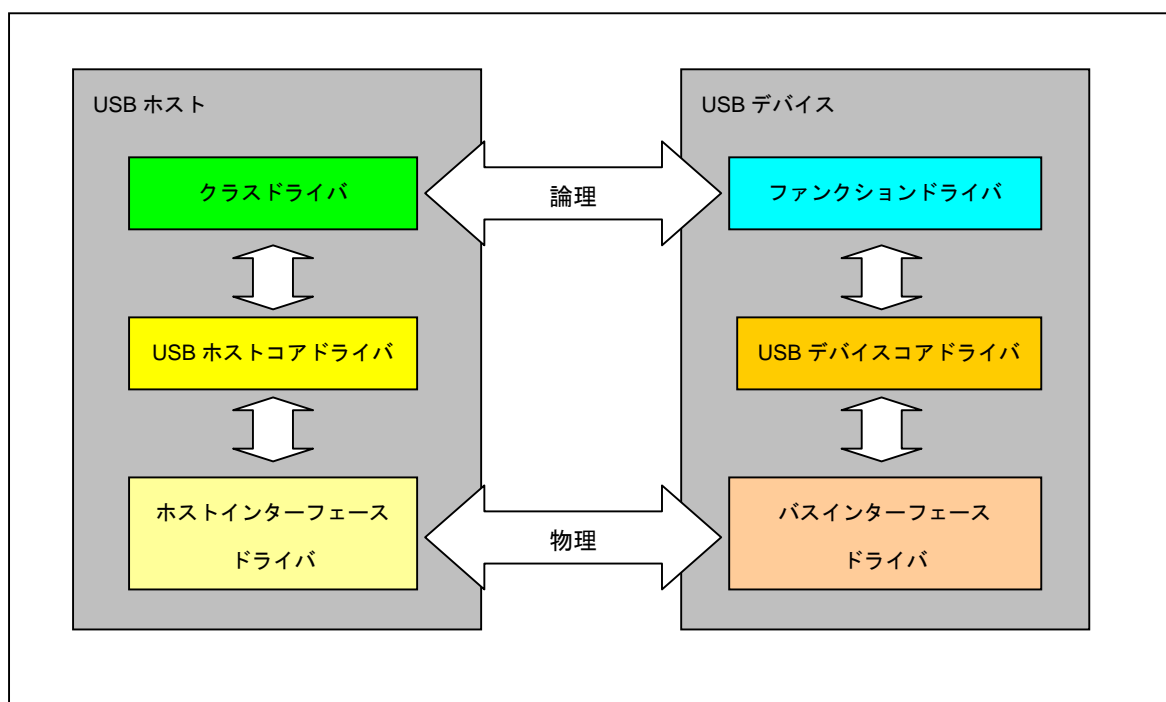 USB ホスト
USB デバイス
クラスドライバ
論理
ファンクションドライバ
USB ホストコアドライバ
USB デバイスコアドライバ
ホストインターフェース
ドライバ
物理
バスインターフェース
ドライバ